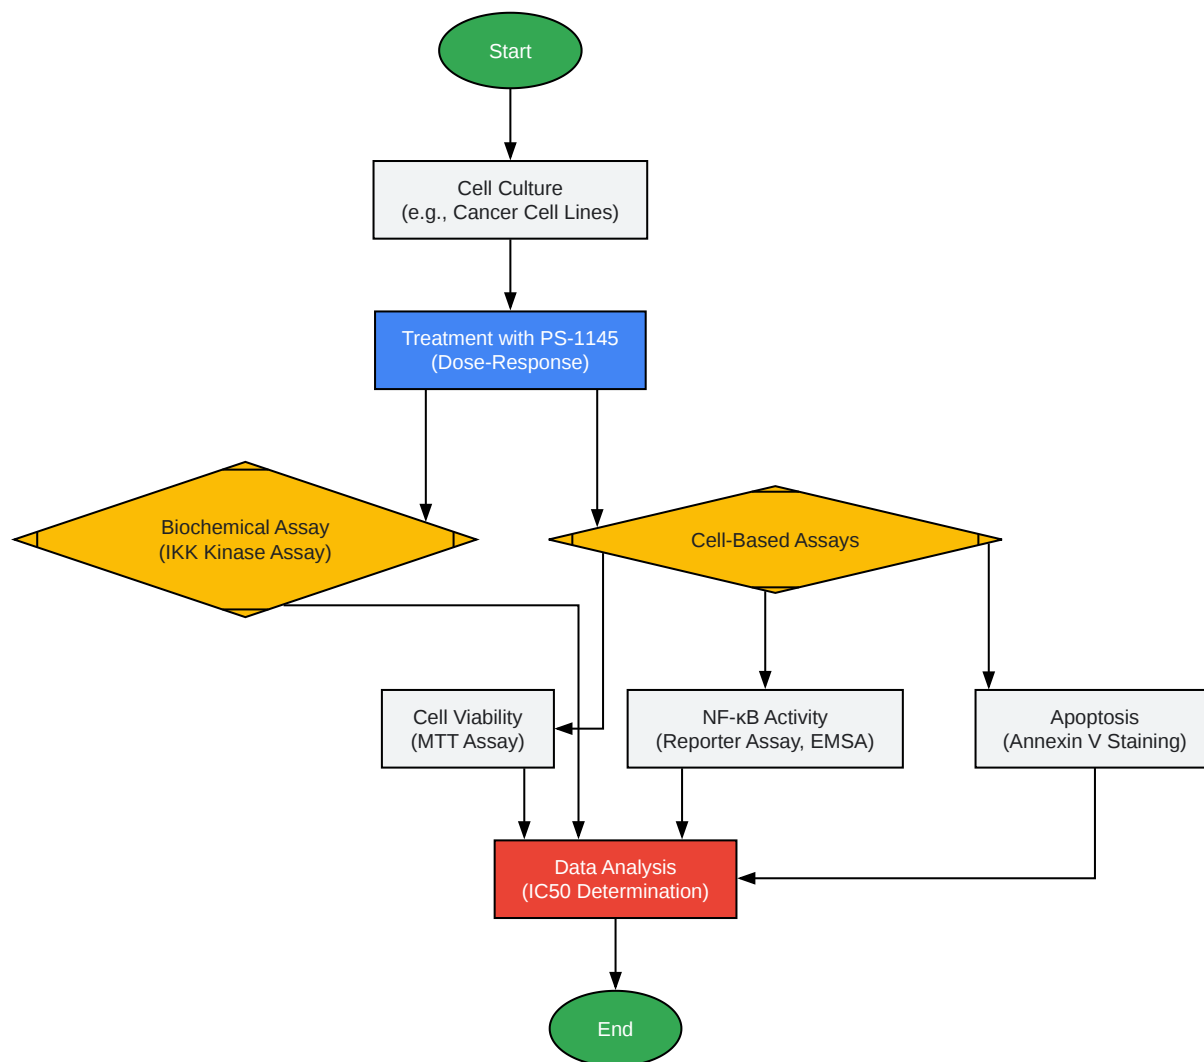 Start
Cell Culture
(e.g., Cancer Cell Lines)
Treatment with PS-1145
(Dose-Response)
Biochemical Assay
(IKK Kinase Assay)
Cell-Based Assays
Cell Viability
(MTT Assay)
NF-κB Activity
(Reporter Assay, EMSA)
Apoptosis
(Annexin V Staining)
Data Analysis
(IC50 Determination)
End